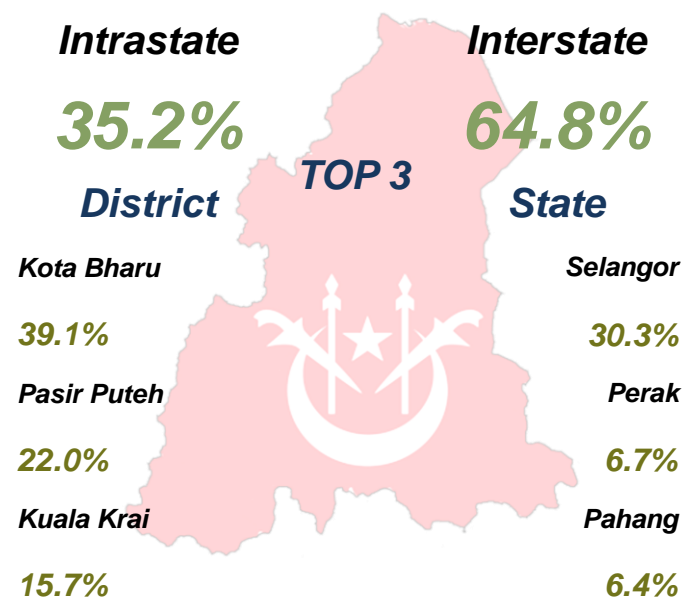 Intrastate
Interstate
35.2%
64.8%
TOP 3
District
State
Kota Bharu
Selangor
39.1%
30.3%
Pasir Puteh
Perak
22.0%
6.7%
Kuala Krai
Pahang
15.7%
6.4%